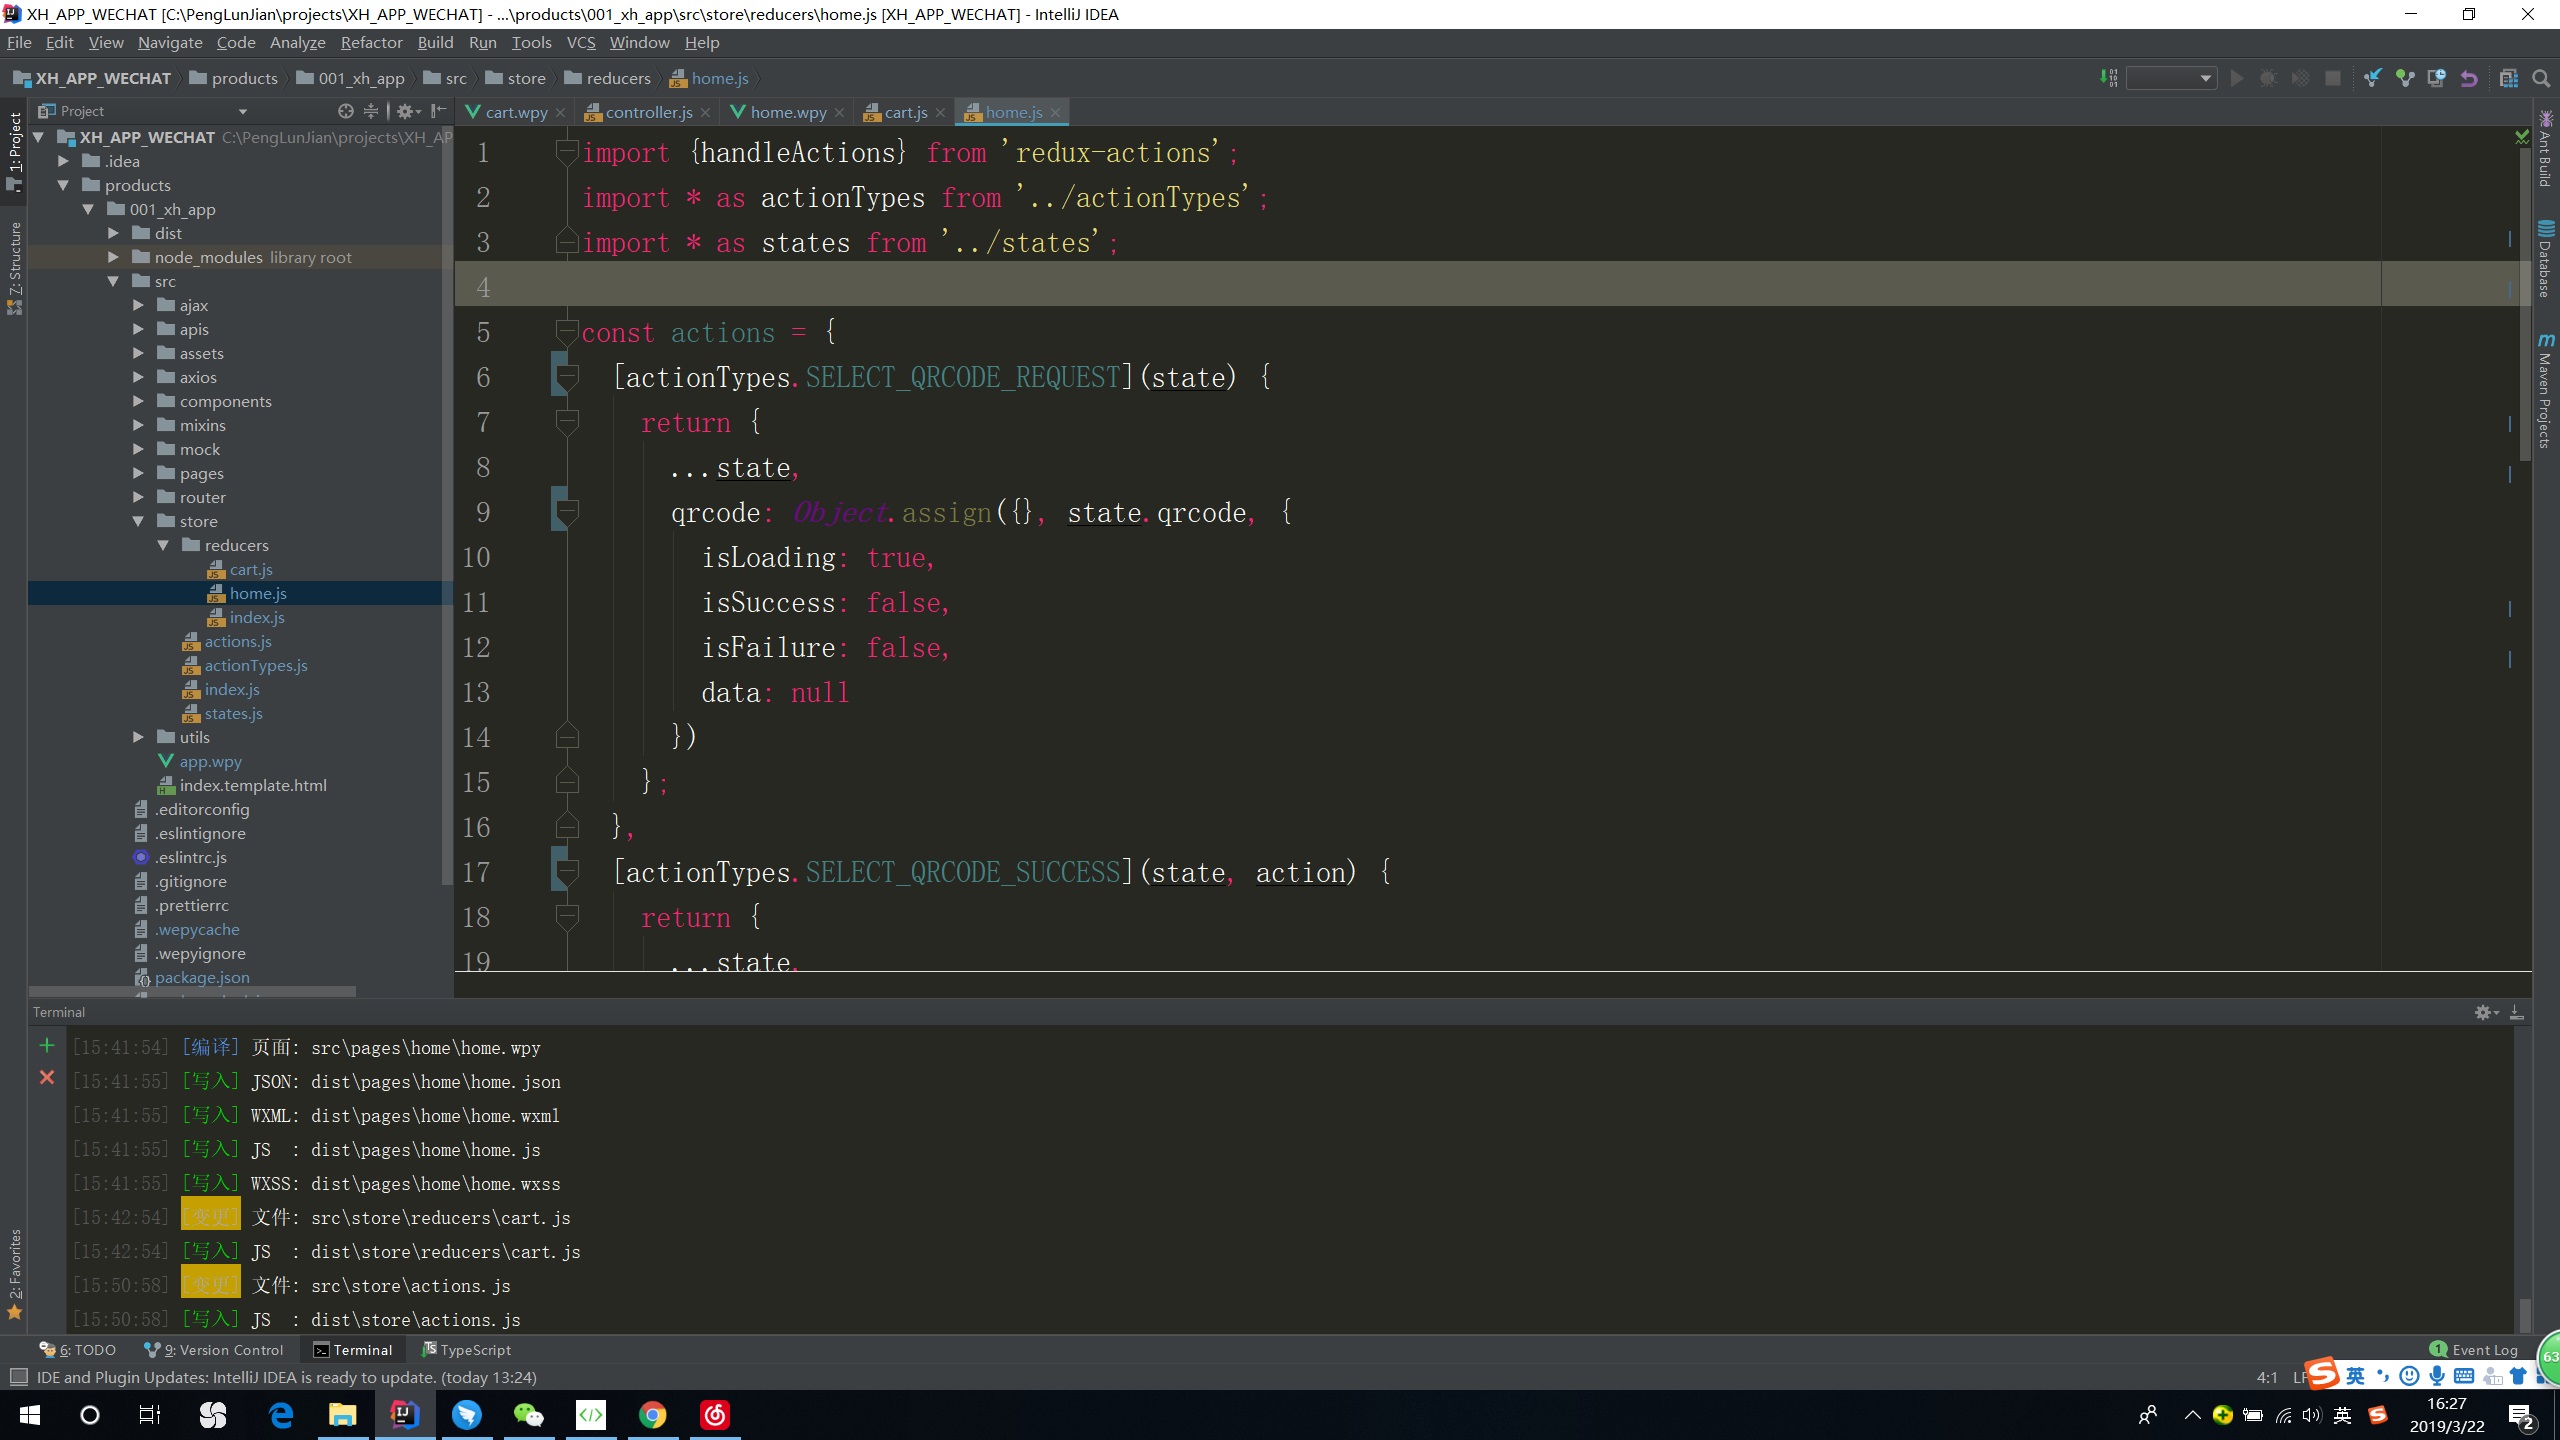 XH_APP_WECHAT [C:\PengLunJian\projects\XH_APP_WECHAT] - ...\products\001_xh_app\src\store\reducers\home.js [XH_APP_WECHAT] - IntelliJ IDEA
File Edit View Navigate Code Analyze Refactor Build Run Tools VCS Window Help
XH_APP_WECHAT products 001_xh_app src store reducers home.js
Project
cart.wpy controller.js home.wpy cart.js home.js
1: Project
Z: Structure
2: Favorites
Ant Build
Database
Maven Projects
XH_APP_WECHAT C:\PengLunJian\projects\XH_AP
.idea
products
001_xh_app
dist
node_modules library root
src
ajax
apis
assets
axios
components
mixins
mock
pages
router
store
reducers
cart.js
home.js
index.js
actions.js
actionTypes.js
index.js
states.js
utils
app.wpy
index.template.html
.editorconfig
.eslintignore
.eslintrc.js
.gitignore
.prettierrc
.wepycache
.wepyignore
package.json
1 import {handleActions} from 'redux-actions';
2 import * as actionTypes from '../actionTypes';
3 import * as states from '../states';
4
5 const actions = {
6 [actionTypes.SELECT_QRCODE_REQUEST](state) {
7 return {
8 ...state,
9 qrcode: Object.assign({}, state.qrcode, {
10 isLoading: true,
11 isSuccess: false,
12 isFailure: false,
13 data: null
14 })
15 };
16 },
17 [actionTypes.SELECT_QRCODE_SUCCESS](state, action) {
18 return {
19 ...state,
Terminal
[15:41:54] [编译] 页面: src\pages\home\home.wpy
[15:41:55] [写入] JSON: dist\pages\home\home.json
[15:41:55] [写入] WXML: dist\pages\home\home.wxml
[15:41:55] [写入] JS : dist\pages\home\home.js
[15:41:55] [写入] WXSS: dist\pages\home\home.wxss
[15:42:54] [变更] 文件: src\store\reducers\cart.js
[15:42:54] [写入] JS : dist\store\reducers\cart.js
[15:50:58] [变更] 文件: src\store\actions.js
[15:50:58] [写入] JS : dist\store\actions.js
6: TODO 9: Version Control Terminal TypeScript 1 Event Log
63
IDE and Plugin Updates: IntelliJ IDEA is ready to update. (today 13:24) 4:1 LF 英
英 16:27
2019/3/22
2